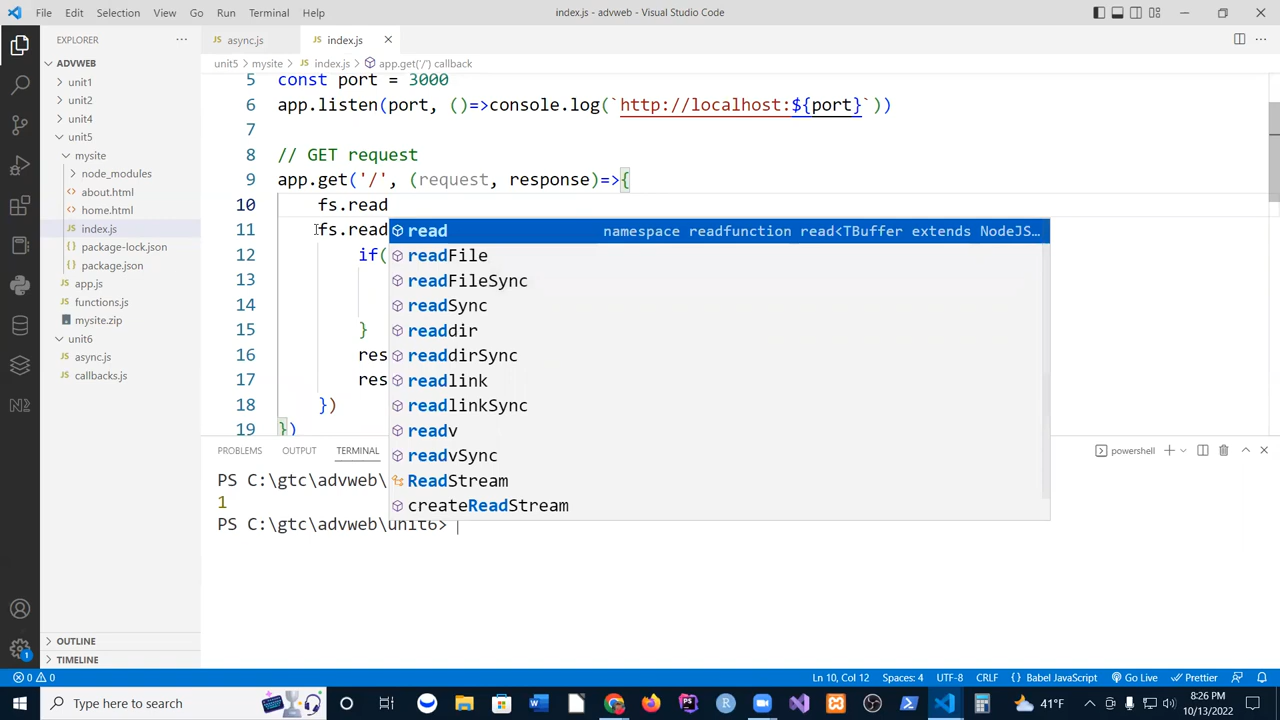 File Edit Selection View Go Run Terminal Help
index.js - advweb - Visual Studio Code
EXPLORER
ADVWEB
unit1
unit2
unit4
unit5
mysite
node_modules
about.html
home.html
index.js
package-lock.json
package.json
app.js
functions.js
mysite.zip
unit6
async.js
callbacks.js
OUTLINE
TIMELINE
async.js index.js
unit5 > mysite > index.js > app.get('/') callback
5 const port = 3000
6 app.listen(port, ()=>console.log(`http://localhost:${port}`))
7
8 // GET request
9 app.get('/', (request, response)=>{
10 fs.read
11 fs.read
12 if(
13
14
15 }
16 res
17 res
18 })
19 })
read namespace readfunction read<TBuffer extends NodeJS…
readFile
readFileSync
readSync
readdir
readdirSync
readlink
readlinkSync
readv
readvSync
ReadStream
createReadStream
PROBLEMS OUTPUT TERMINAL
powershell
PS C:\gtc\advweb\
1
PS C:\gtc\advweb\unit6>
0 0
Ln 10, Col 12 Spaces: 4 UTF-8 CRLF {} Babel JavaScript Go Live Prettier
Type here to search
41°F
8:26 PM
10/13/2022